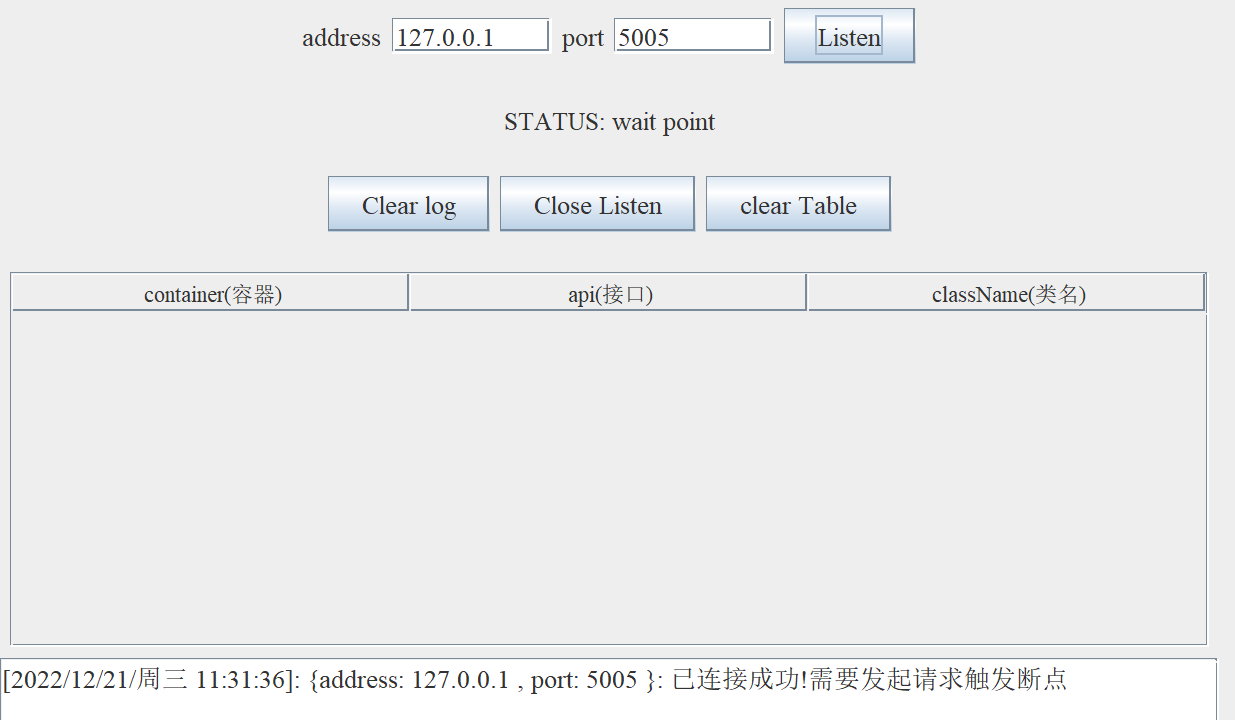 address 127.0.0.1 port 5005 Listen
STATUS: wait point
Clear log Close Listen clear Table
container(容器) api(接口) className(类名)
[2022/12/21/周三 11:31:36]: {address: 127.0.0.1 , port: 5005 }: 已连接成功!需要发起请求触发断点